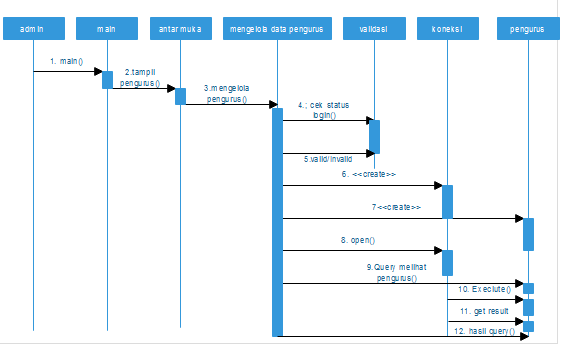 admin
main
antar muka
mengelola data pengurus
validasi
koneksi
pengurus
1. main()
2.tampil
pengurus()
3.mengelola
pengurus()
4.; cek status
login()
5.valid/invalid
6. <<create>>
7<<create>>
8. open()
9.Query melihat
pengurus()
10. Execute()
11. get result
12. hasil query()